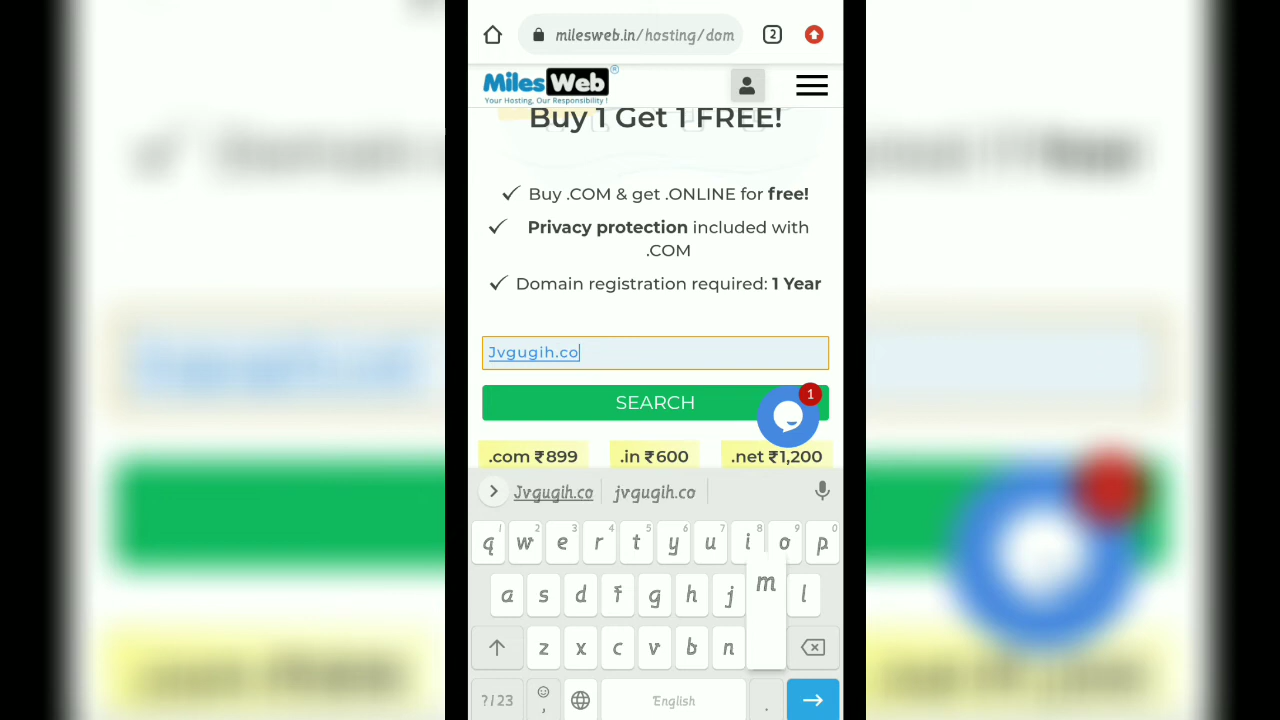 milesweb.in/hosting/dom
2
Miles Web®
Your Hosting, Our Responsibility !
Buy 1 Get 1 FREE!
Buy .COM & get .ONLINE for free!
Privacy protection included with
.COM
Domain registration required: 1 Year
Jvgugih.co
SEARCH
1
.com ₹899 .in ₹600 .net ₹1,200
Jvgugih.co jvgugih.co
1 2 3 4 5 6 7 8 9 0
q w e r t y u i o p
m
a s d f g h j l
z x c v b n
?123 , English .